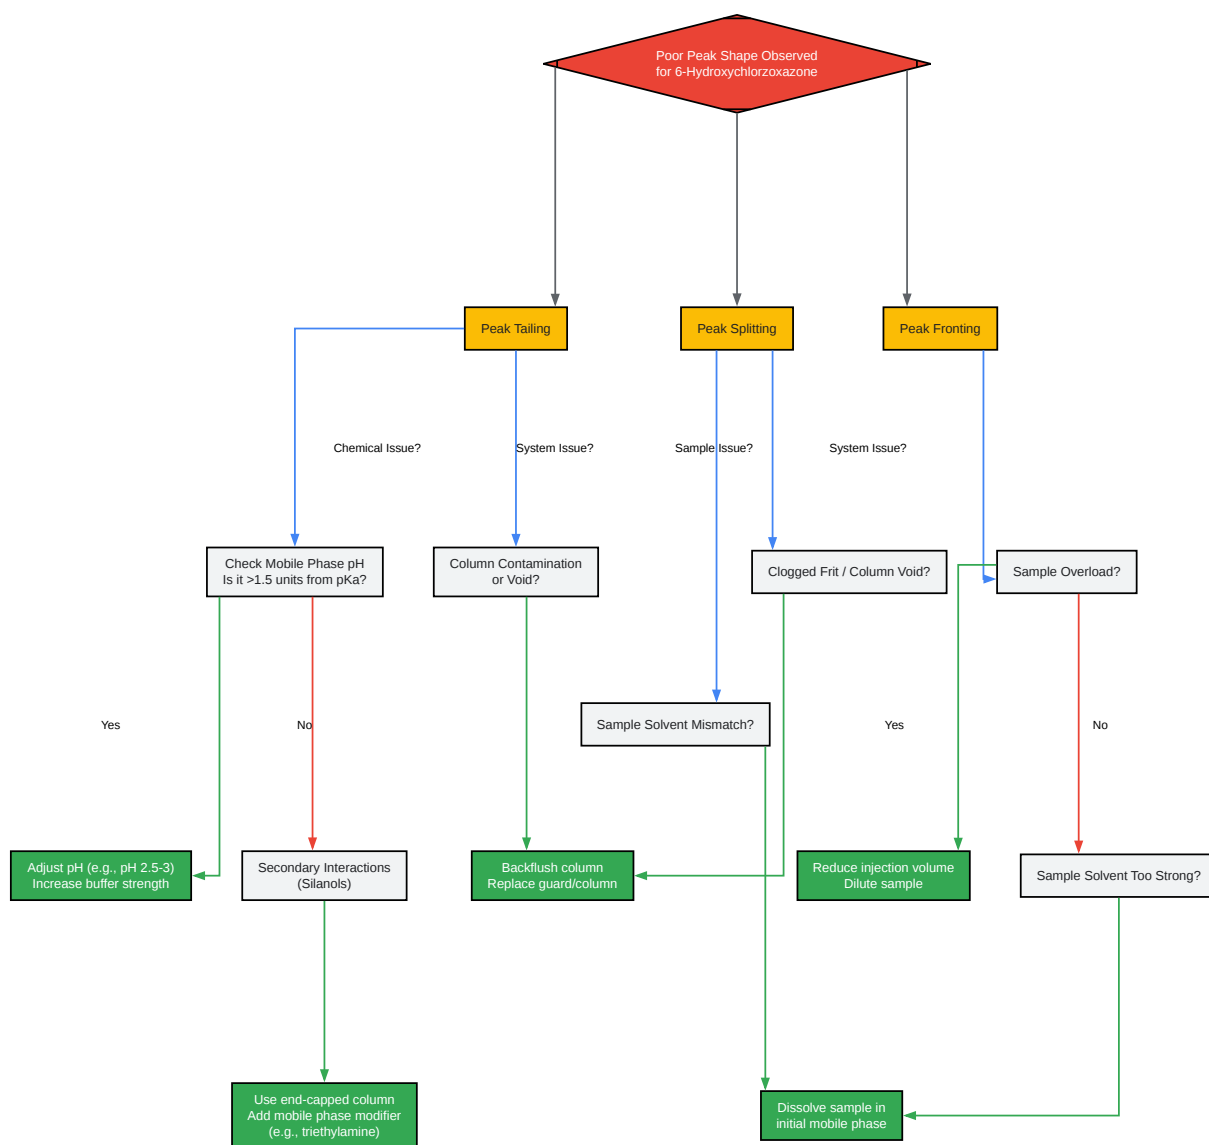 Poor Peak Shape Observed
for 6-Hydroxychlorzoxazone
Peak Tailing
Peak Splitting
Peak Fronting
Chemical Issue?
System Issue?
Sample Issue?
System Issue?
Check Mobile Phase pH
Is it >1.5 units from pKa?
Column Contamination
or Void?
Clogged Frit / Column Void?
Sample Overload?
Sample Solvent Mismatch?
Yes
No
Yes
No
Adjust pH (e.g., pH 2.5-3)
Increase buffer strength
Secondary Interactions
(Silanols)
Backflush column
Replace guard/column
Reduce injection volume
Dilute sample
Sample Solvent Too Strong?
Use end-capped column
Add mobile phase modifier
(e.g., triethylamine)
Dissolve sample in
initial mobile phase